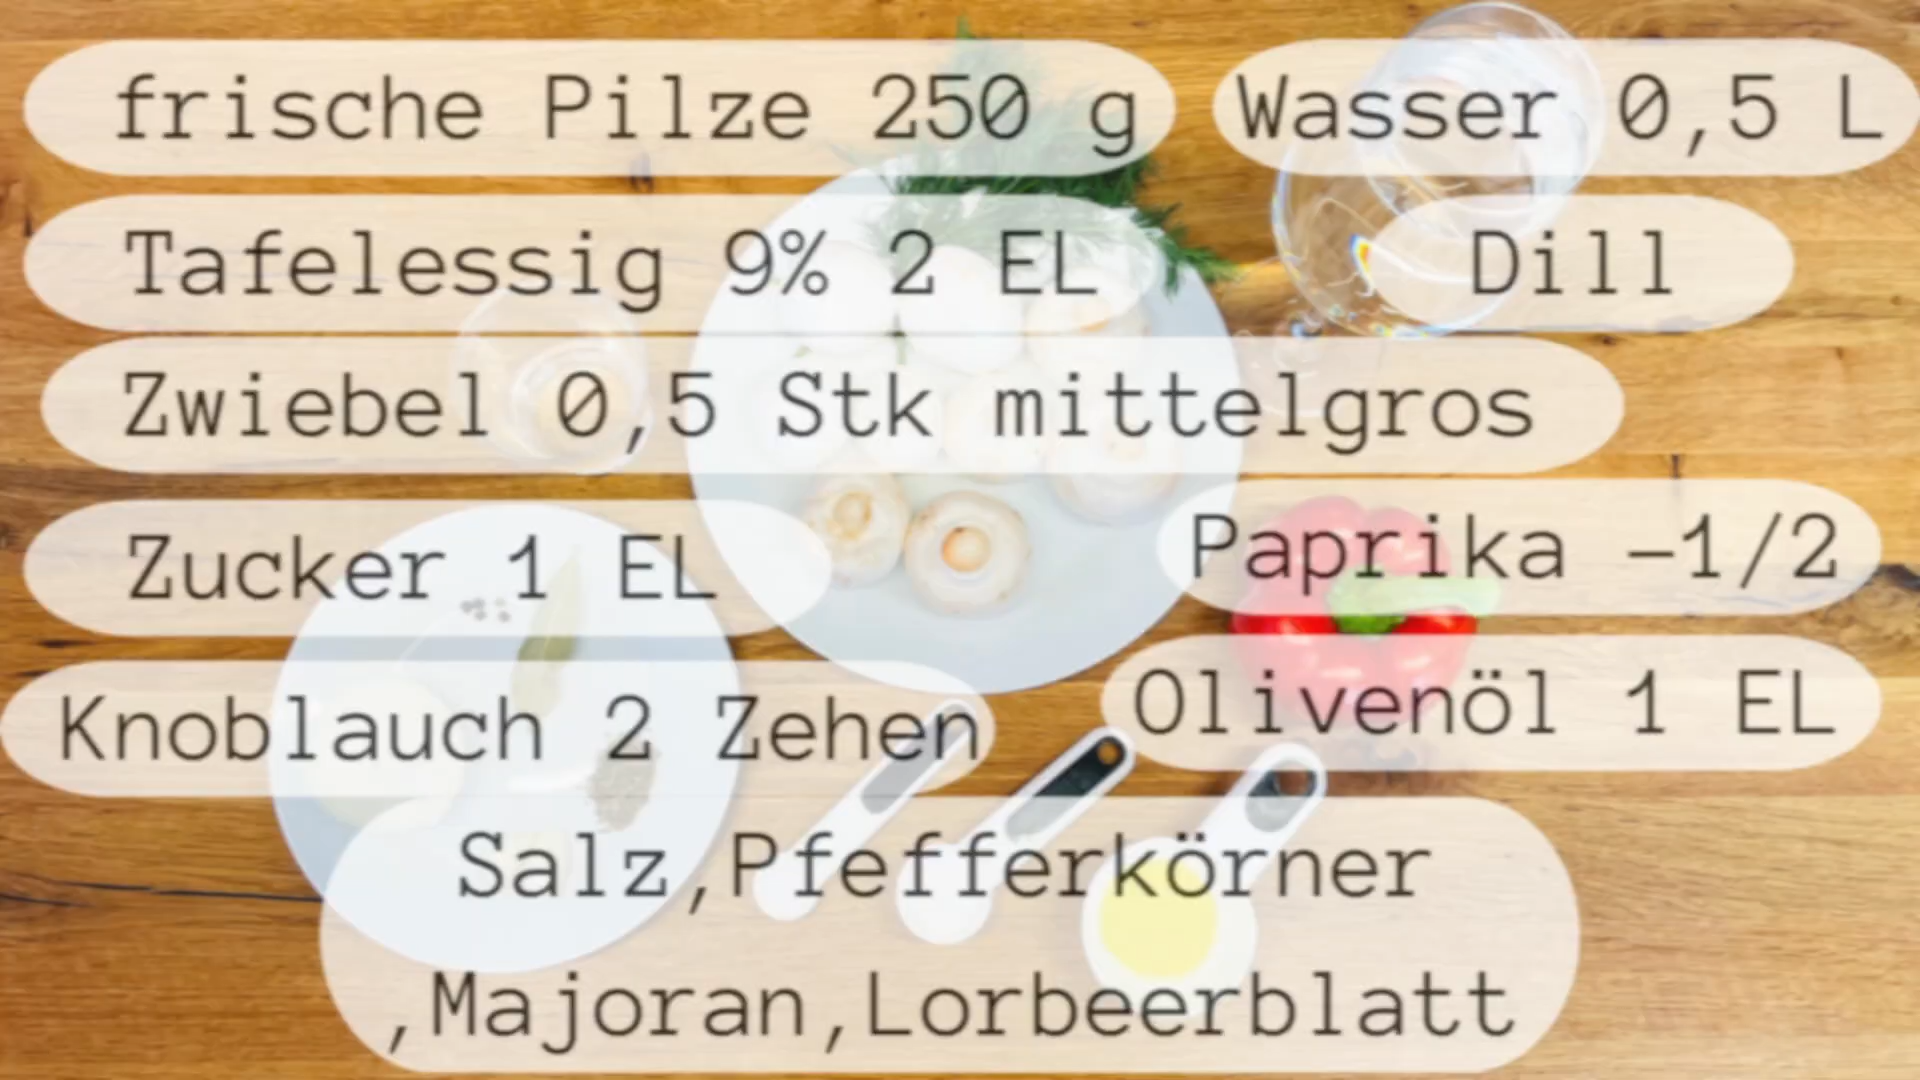 frische Pilze 250 g
Wasser 0,5 L
Tafelessig 9% 2 EL
Dill
Zwiebel 0,5 Stk mittelgros
Zucker 1 EL
Paprika -1/2
Knoblauch 2 Zehen
Olivenöl 1 EL
Salz,Pfefferkörner
,Majoran,Lorbeerblatt